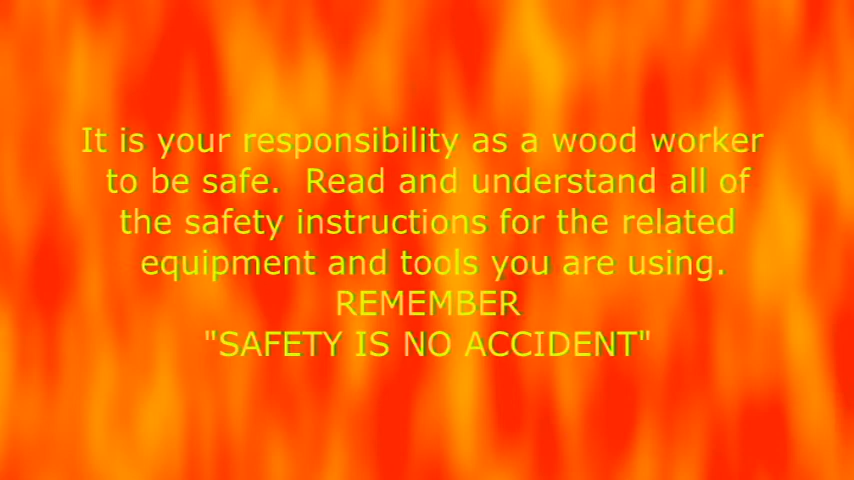 It is your responsibility as a wood worker
to be safe.  Read and understand all of
the safety instructions for the related
equipment and tools you are using.
REMEMBER
"SAFETY IS NO ACCIDENT"